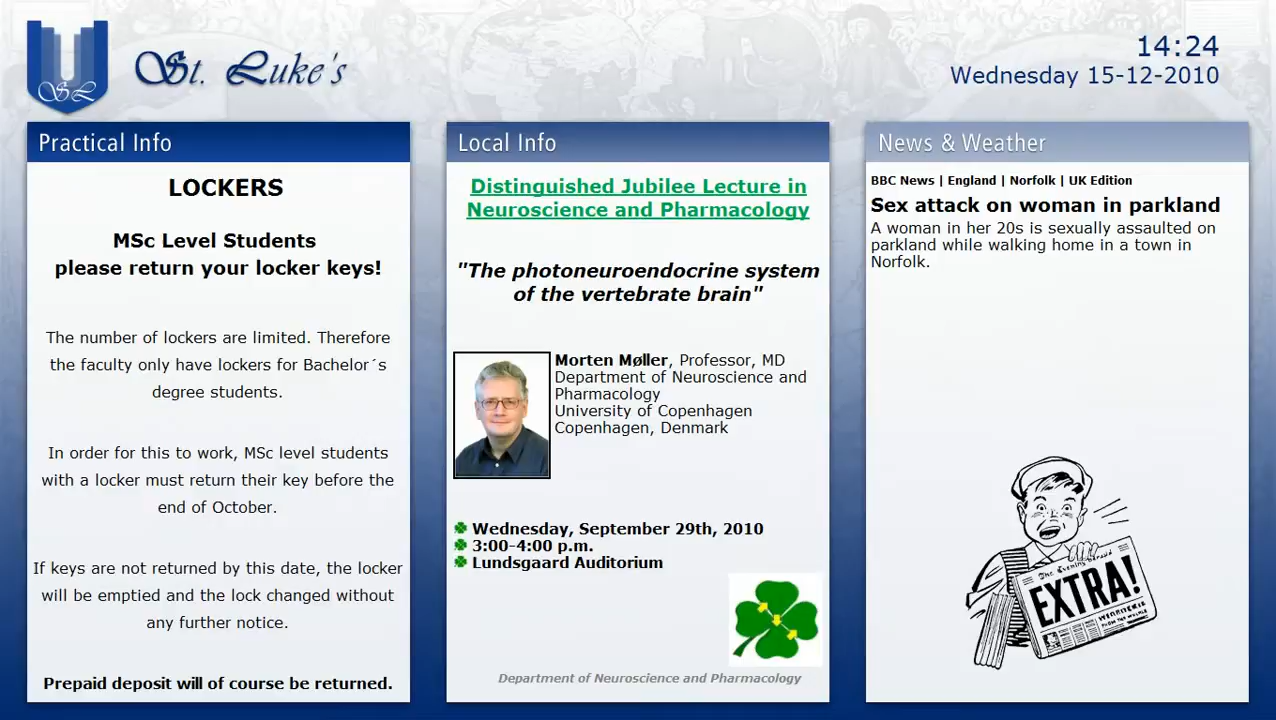 SL
St. Luke's
14:24
Wednesday 15-12-2010
Practical Info
LOCKERS
MSc Level Students
please return your locker keys!
The number of lockers are limited. Therefore
the faculty only have lockers for Bachelor´s
degree students.
In order for this to work, MSc level students
with a locker must return their key before the
end of October.
If keys are not returned by this date, the locker
will be emptied and the lock changed without
any further notice.
Prepaid deposit will of course be returned.
Local Info
Distinguished Jubilee Lecture in
Neuroscience and Pharmacology
"The photoneuroendocrine system
of the vertebrate brain"
Morten Møller, Professor, MD
Department of Neuroscience and
Pharmacology
University of Copenhagen
Copenhagen, Denmark
Wednesday, September 29th, 2010
3:00-4:00 p.m.
Lundsgaard Auditorium
Department of Neuroscience and Pharmacology
News & Weather
BBC News | England | Norfolk | UK Edition
Sex attack on woman in parkland
A woman in her 20s is sexually assaulted on
parkland while walking home in a town in
Norfolk.
The Evening
EXTRA!